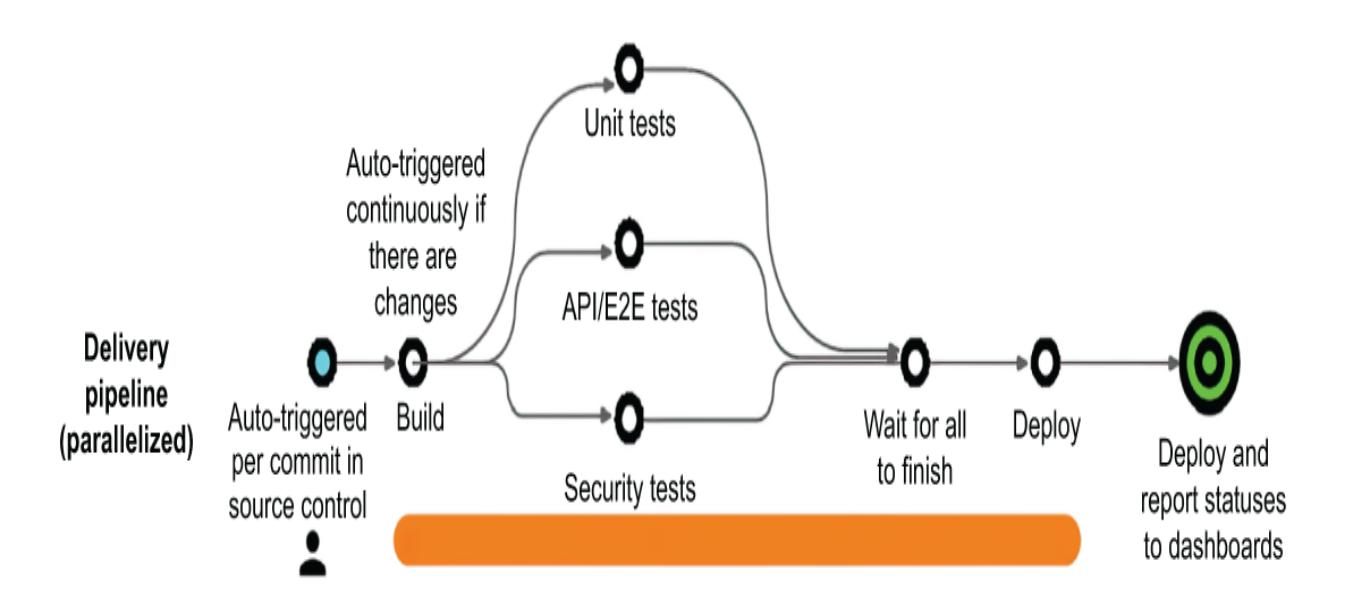 Unit tests
Auto-triggered
continuously if
there are
changes
API/E2E tests
Delivery
pipeline
(parallelized)
Auto-triggered
per commit in
source control
Build
Security tests
Wait for all
to finish
Deploy
Deploy and
report statuses
to dashboards